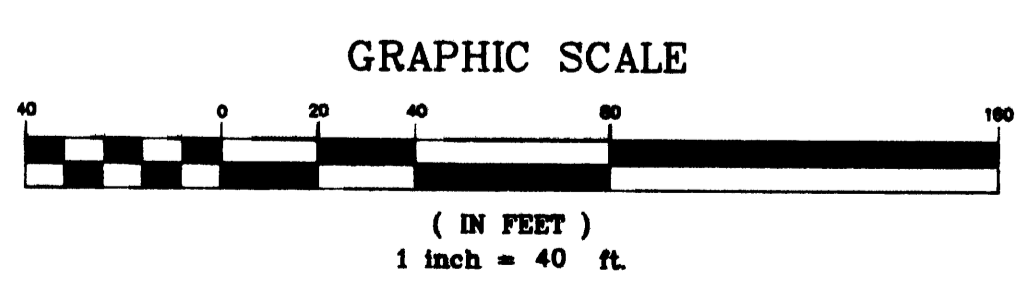 GRAPHIC SCALE
40 0 20 40 80 160
( IN FEET )
1 inch = 40 ft.